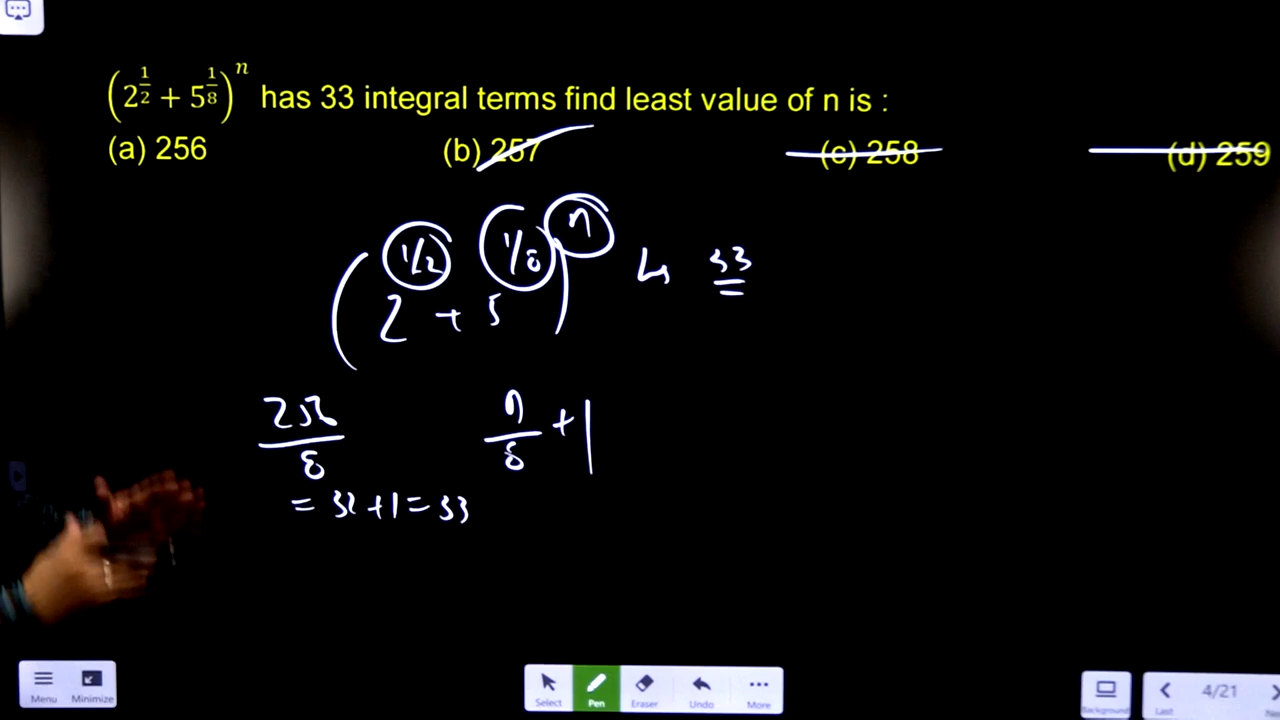 (2^{1/2} + 5^{1/8})^n has 33 integral terms find least value of n is :
(a) 256 (b) 257 (c) 258 (d) 259
(2^{1/2} + 5^{1/8})^n ↳ 33
256/8 n/8 + 1
= 32 + 1 = 33
Menu Minimize Select Pen Eraser Undo More Background Last 4/21